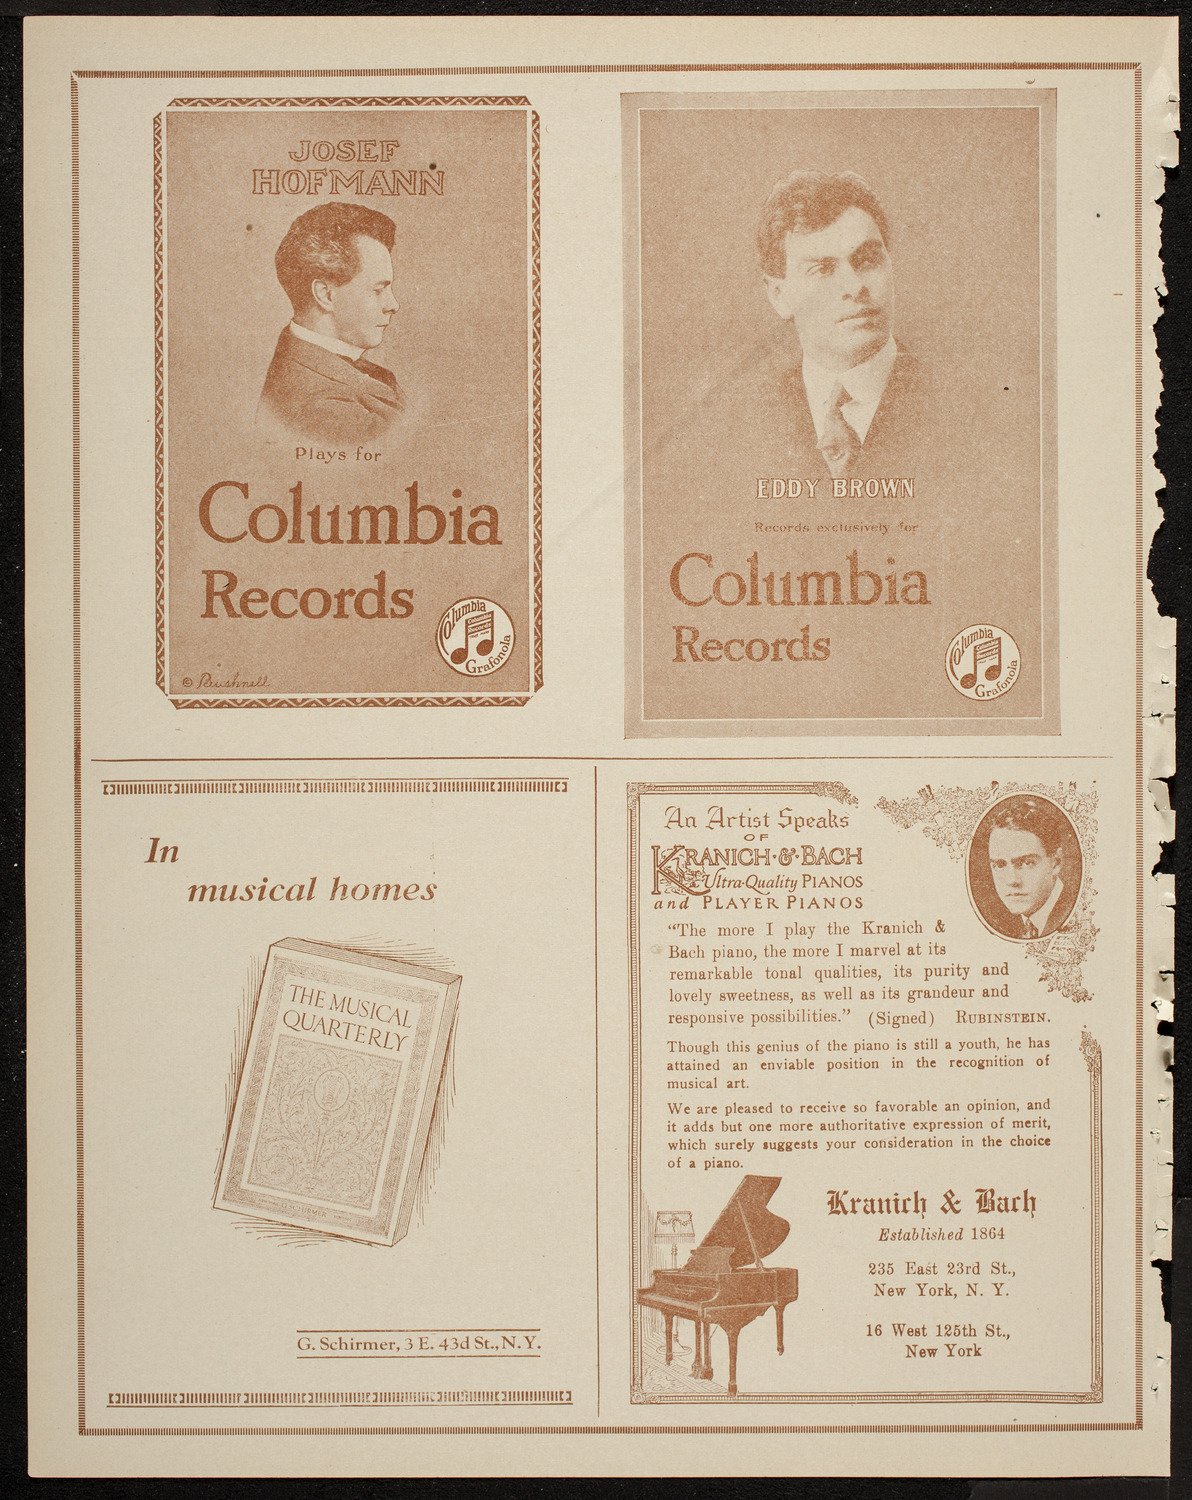 JOSEF
HOFMANN
Plays for
Columbia
Records
Columbia
Columbia
Records
Grafonola
© Bushnell
EDDY BROWN
Records exclusively for
Columbia
Records
Columbia
Columbia
Records
Grafonola
In
musical homes
THE MUSICAL
QUARTERLY
G. SCHIRMER
G. Schirmer, 3 E. 43d St., N. Y.
An Artist Speaks
OF
KRANICH·&·BACH
Ultra-Quality PIANOS
and PLAYER PIANOS
“The more I play the Kranich &
Bach piano, the more I marvel at its
remarkable tonal qualities, its purity and
lovely sweetness, as well as its grandeur and
responsive possibilities.” (Signed) RUBINSTEIN.
Though this genius of the piano is still a youth, he has
attained an enviable position in the recognition of
musical art.
We are pleased to receive so favorable an opinion, and
it adds but one more authoritative expression of merit,
which surely suggests your consideration in the choice
of a piano.
Kranich & Bach
Established 1864
235 East 23rd St.,
New York, N. Y.
16 West 125th St.,
New York